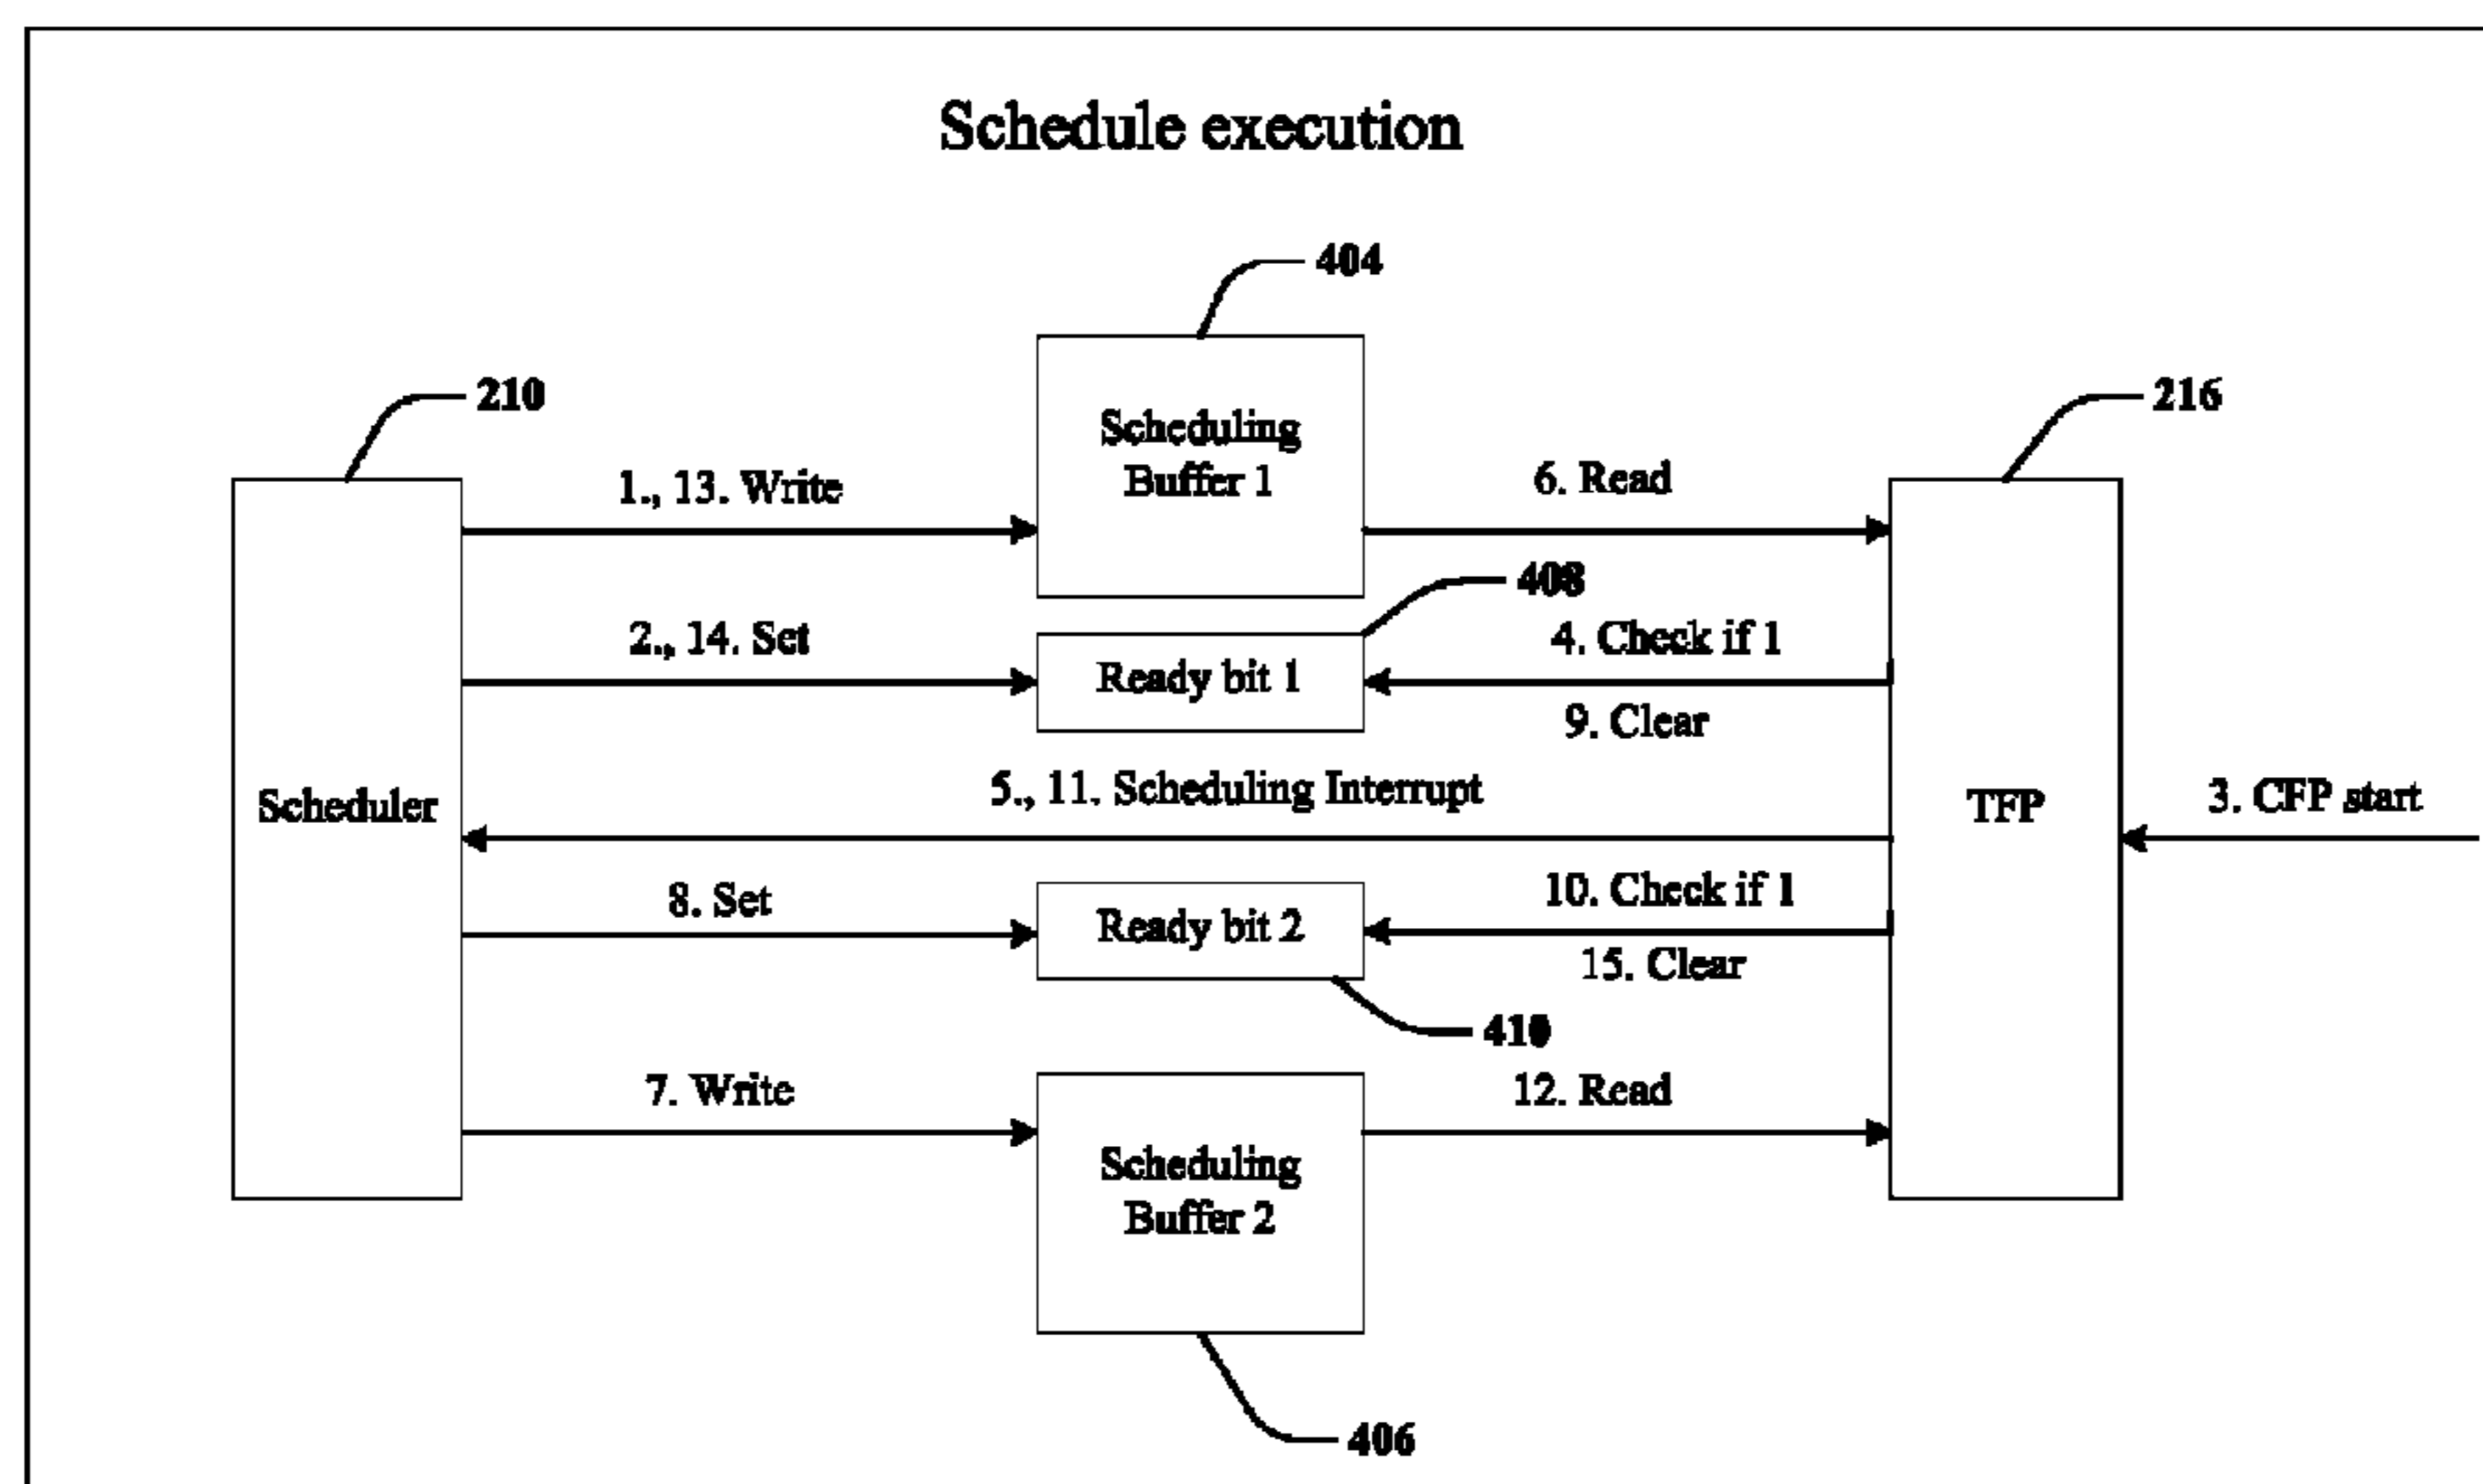 Schedule execution
404
210
216
Scheduling
Buffer 1
1., 13. Write
6. Read
408
2., 14. Set
Ready bit 1
4. Check if 1
9. Clear
5., 11. Scheduling Interrupt
Scheduler
TFP
3. CFP start
8. Set
Ready bit 2
10. Check if 1
15. Clear
410
7. Write
12. Read
Scheduling
Buffer 2
406